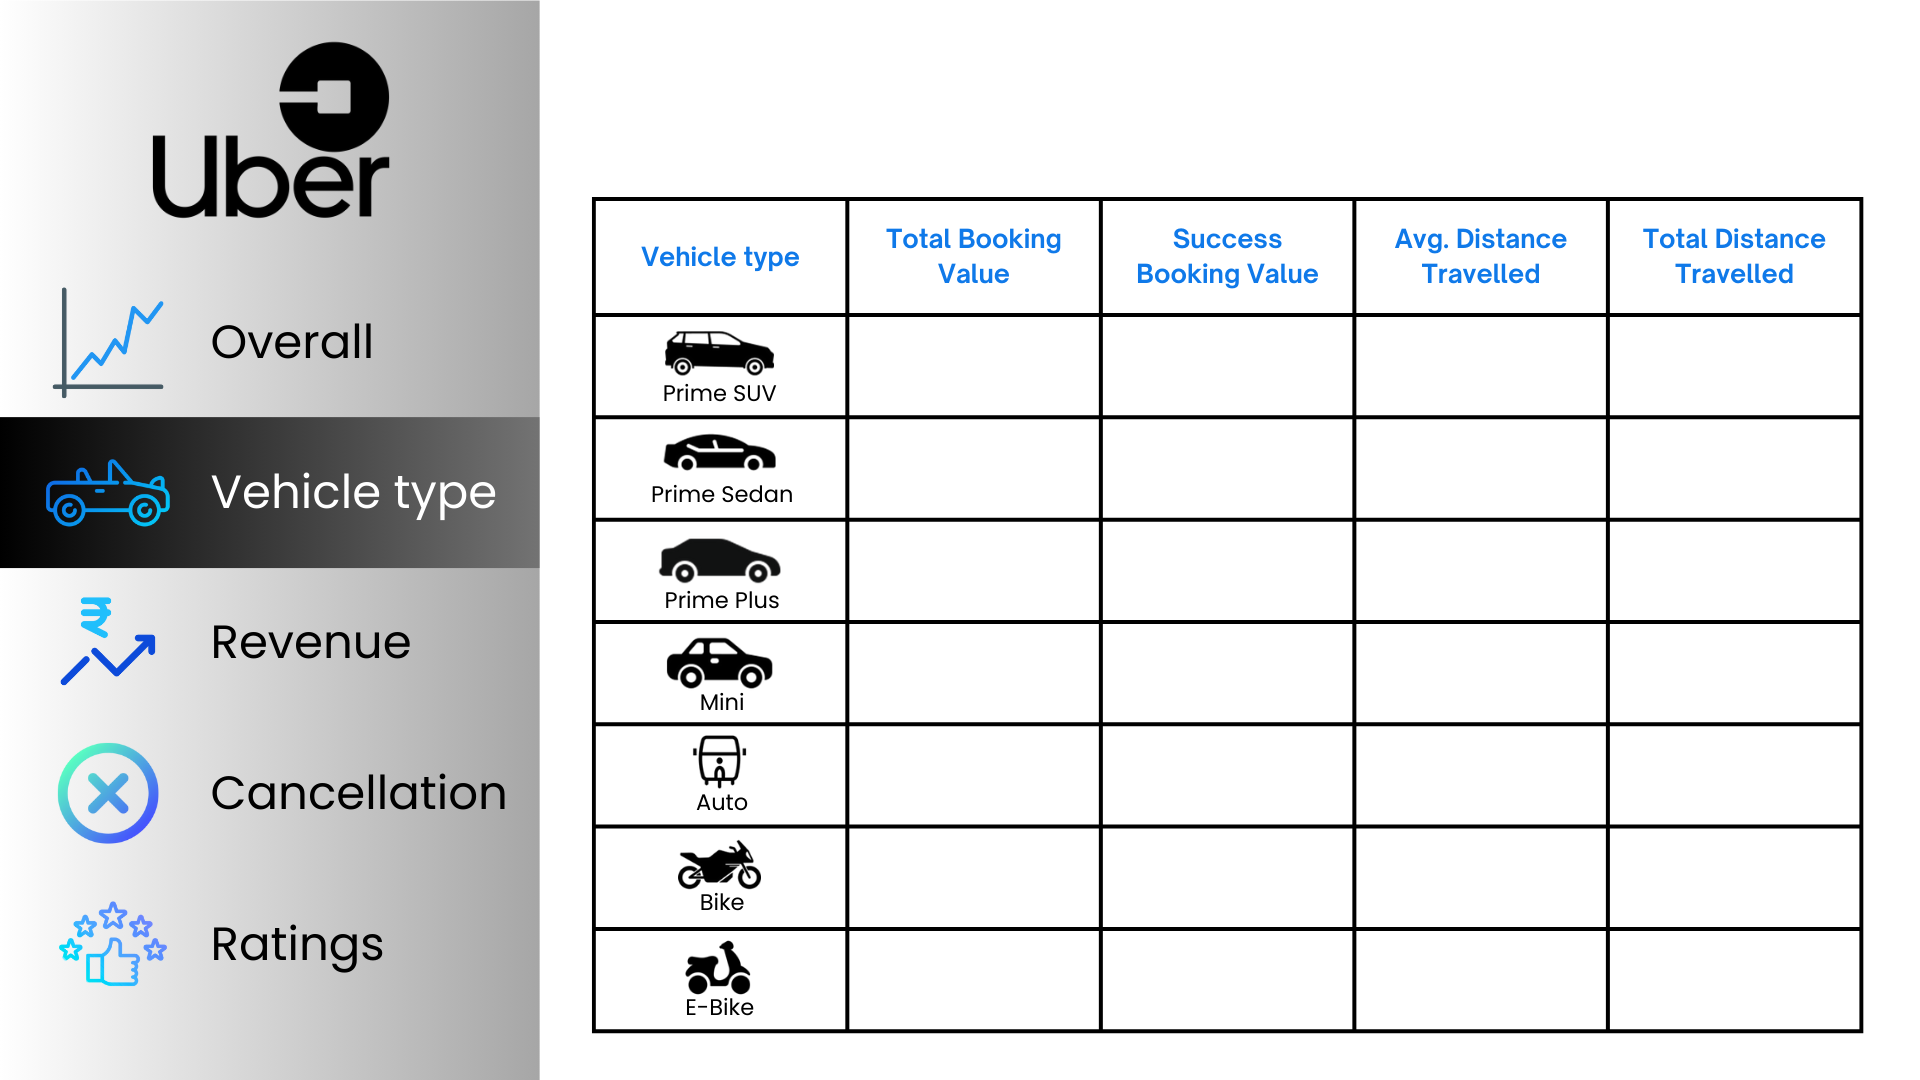 Uber
Overall
Vehicle type
Revenue
Cancellation
Ratings
Vehicle type
Total Booking
Value
Success
Booking Value
Avg. Distance
Travelled
Total Distance
Travelled
Prime SUV
Prime Sedan
Prime Plus
Mini
Auto
Bike
E-Bike